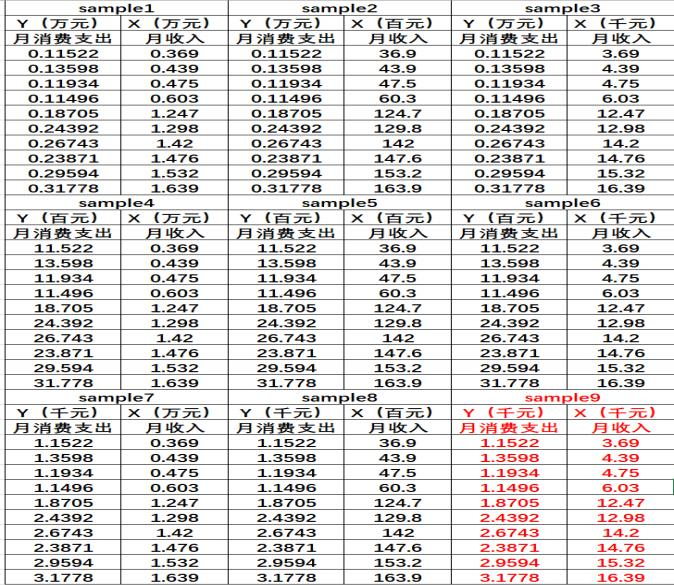 sample1 sample2 sample3
Y（万元） X（万元） Y（万元） X（百元） Y（万元） X（千元）
月消费支出 月收入 月消费支出 月收入 月消费支出 月收入
0.11522 0.369 0.11522 36.9 0.11522 3.69
0.13598 0.439 0.13598 43.9 0.13598 4.39
0.11934 0.475 0.11934 47.5 0.11934 4.75
0.11496 0.603 0.11496 60.3 0.11496 6.03
0.18705 1.247 0.18705 124.7 0.18705 12.47
0.24392 1.298 0.24392 129.8 0.24392 12.98
0.26743 1.42 0.26743 142 0.26743 14.2
0.23871 1.476 0.23871 147.6 0.23871 14.76
0.29594 1.532 0.29594 153.2 0.29594 15.32
0.31778 1.639 0.31778 163.9 0.31778 16.39
sample4 sample5 sample6
Y（百元） X（万元） Y（百元） X（百元） Y（百元） X（千元）
月消费支出 月收入 月消费支出 月收入 月消费支出 月收入
11.522 0.369 11.522 36.9 11.522 3.69
13.598 0.439 13.598 43.9 13.598 4.39
11.934 0.475 11.934 47.5 11.934 4.75
11.496 0.603 11.496 60.3 11.496 6.03
18.705 1.247 18.705 124.7 18.705 12.47
24.392 1.298 24.392 129.8 24.392 12.98
26.743 1.42 26.743 142 26.743 14.2
23.871 1.476 23.871 147.6 23.871 14.76
29.594 1.532 29.594 153.2 29.594 15.32
31.778 1.639 31.778 163.9 31.778 16.39
sample7 sample8 sample9
Y（千元） X（万元） Y（千元） X（百元） Y（千元） X（千元）
月消费支出 月收入 月消费支出 月收入 月消费支出 月收入
1.1522 0.369 1.1522 36.9 1.1522 3.69
1.3598 0.439 1.3598 43.9 1.3598 4.39
1.1934 0.475 1.1934 47.5 1.1934 4.75
1.1496 0.603 1.1496 60.3 1.1496 6.03
1.8705 1.247 1.8705 124.7 1.8705 12.47
2.4392 1.298 2.4392 129.8 2.4392 12.98
2.6743 1.42 2.6743 142 2.6743 14.2
2.3871 1.476 2.3871 147.6 2.3871 14.76
2.9594 1.532 2.9594 153.2 2.9594 15.32
3.1778 1.639 3.1778 163.9 3.1778 16.39